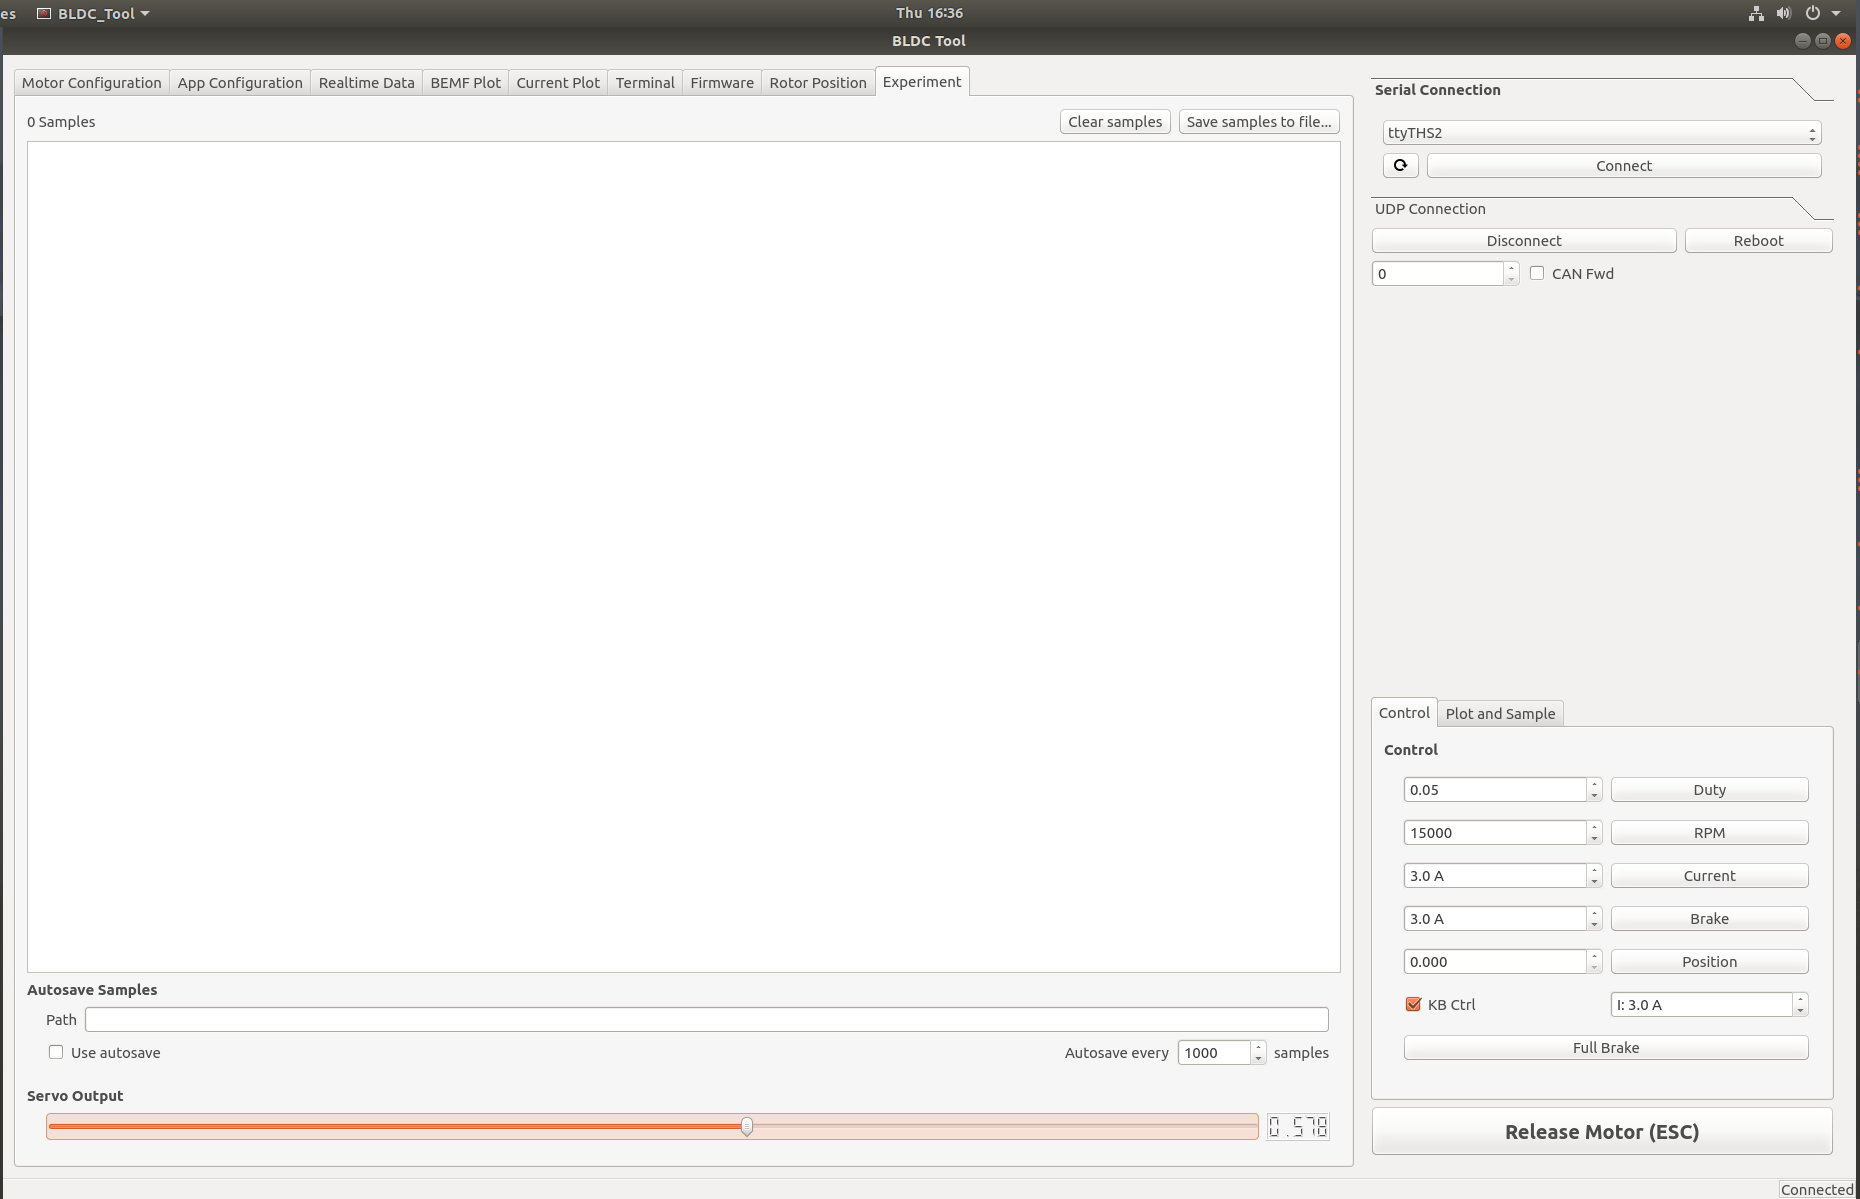 es BLDC_Tool Thu 16:36
BLDC Tool
Motor Configuration App Configuration Realtime Data BEMF Plot Current Plot Terminal Firmware Rotor Position Experiment
0 Samples Clear samples Save samples to file...
Serial Connection
ttyTHS2
Connect
UDP Connection
Disconnect Reboot
0 CAN Fwd
Control Plot and Sample
Control
0.05 Duty
15000 RPM
3.0 A Current
3.0 A Brake
0.000 Position
KB Ctrl I: 3.0 A
Full Brake
Autosave Samples
Path
Use autosave Autosave every 1000 samples
Servo Output
0.578
Release Motor (ESC)
Connected